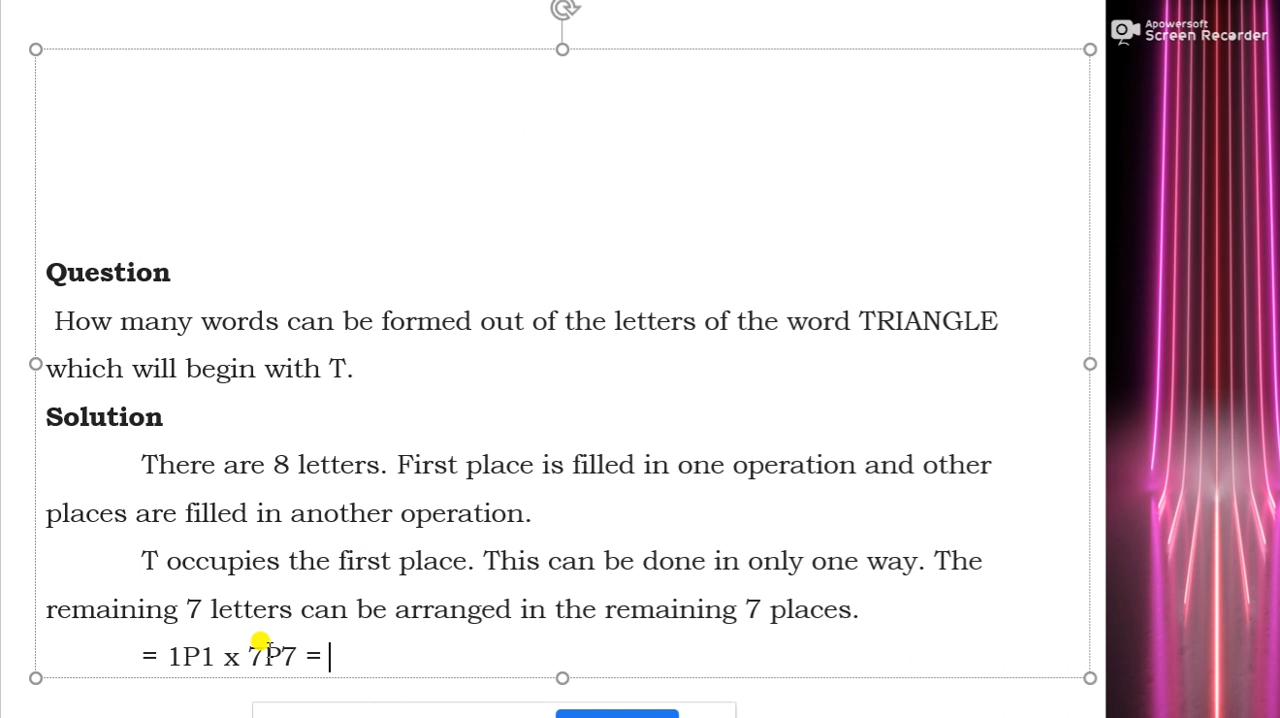 Apowersoft
Screen Recorder
Question
How many words can be formed out of the letters of the word TRIANGLE
which will begin with T.
Solution
There are 8 letters. First place is filled in one operation and other
places are filled in another operation.
T occupies the first place. This can be done in only one way. The
remaining 7 letters can be arranged in the remaining 7 places.
= 1P1 x 7P7 =